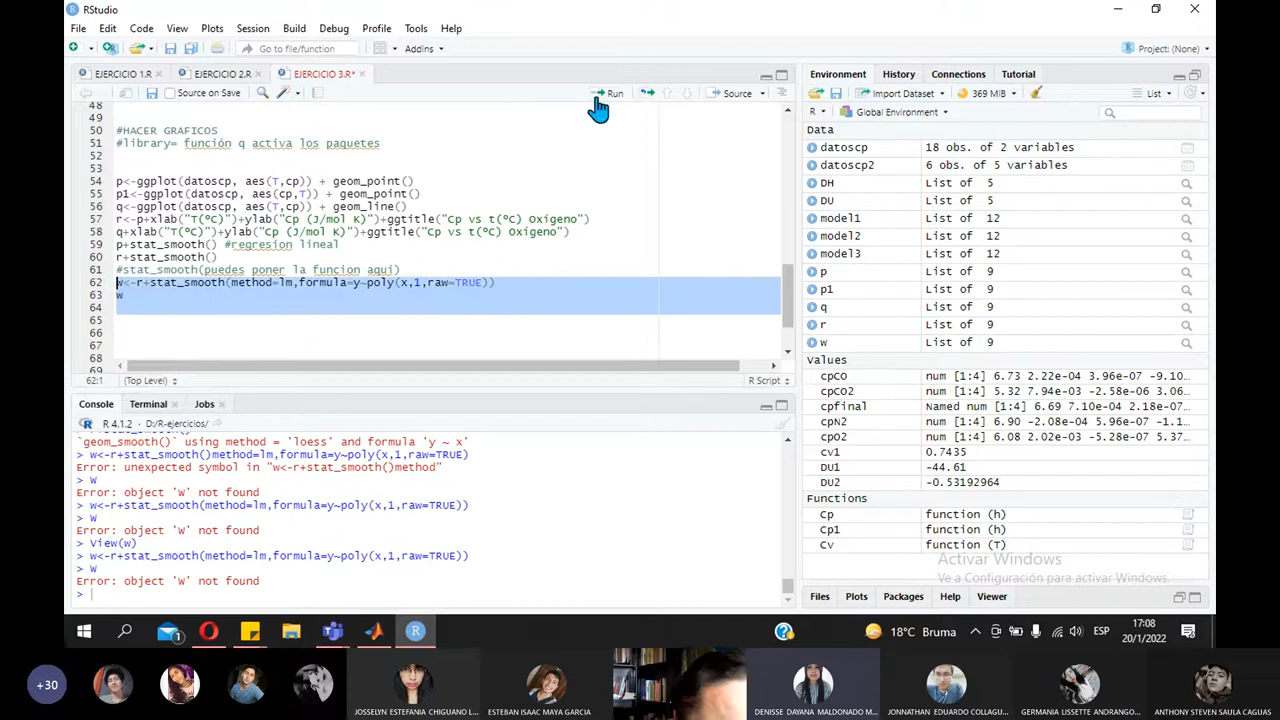 RStudio
File Edit Code View Plots Session Build Debug Profile Tools Help
Go to file/function Addins Project: (None)
EJERCICIO 1.R EJERCICIO 2.R EJERCICIO 3.R*
Source on Save Run Source
48
49
50 #HACER GRAFICOS
51 #library= función q activa los paquetes
52
53
54 p<-ggplot(datoscp, aes(T,cp)) + geom_point()
55 p1<-ggplot(datoscp, aes(cp,T)) + geom_point()
56 q<-ggplot(datoscp, aes(T,cp)) + geom_line()
57 r<-p+xlab("T(ºC)")+ylab("Cp (J/mol K)")+ggtitle("Cp vs t(ºC) Oxígeno")
58 q+xlab("T(ºC)")+ylab("Cp (J/mol K)")+ggtitle("Cp vs t(ºC) Oxígeno")
59 p+stat_smooth() #regresion lineal
60 r+stat_smooth()
61 #stat_smooth(puedes poner la funcion aqui)
62 w<-r+stat_smooth(method=lm,formula=y~poly(x,1,raw=TRUE))
63 w
64
65
66
67
68
69
62:1 (Top Level) R Script
Console Terminal Jobs
R 4.1.2 · D:/R-ejercicios/
`geom_smooth()` using method = 'loess' and formula 'y ~ x'
> w<-r+stat_smooth()method=lm,formula=y~poly(x,1,raw=TRUE)
Error: unexpected symbol in "w<-r+stat_smooth()method"
> W
Error: object 'W' not found
> w<-r+stat_smooth(method=lm,formula=y~poly(x,1,raw=TRUE))
> W
Error: object 'W' not found
> View(w)
> w<-r+stat_smooth(method=lm,formula=y~poly(x,1,raw=TRUE))
> W
Error: object 'W' not found
>
Environment History Connections Tutorial
Import Dataset 369 MiB List
R Global Environment
Data
datoscp 18 obs. of 2 variables
datoscp2 6 obs. of 5 variables
DH List of 5
DU List of 5
model1 List of 12
model2 List of 12
model3 List of 12
p List of 9
p1 List of 9
q List of 9
r List of 9
w List of 9
Values
cpCO num [1:4] 6.73 2.22e-04 3.96e-07 -9.10…
cpCO2 num [1:4] 5.32 7.94e-03 -2.58e-06 3.06…
cpfinal Named num [1:4] 6.69 7.10e-04 2.18e-07…
cpN2 num [1:4] 6.90 -2.08e-04 5.96e-07 -1.1…
cpO2 num [1:4] 6.08 2.02e-03 -5.28e-07 5.37…
cv1 0.7435
DU1 -44.61
DU2 -0.53192964
Functions
Cp function (h)
Cp1 function (h)
Cv function (T)
Activar Windows
Ve a Configuración para activar Windows.
Files Plots Packages Help Viewer
1 18°C Bruma ESP 17:08
20/1/2022
+30
JOSSELYN ESTEFANIA CHIGUANO L... ESTEBAN ISAAC MAYA GARCIA DENISSE DAYANA MALDONADO M... JONNATHAN EDUARDO COLLAGU... GERMANIA LISSETTE ANDRANGO... ANTHONY STEVEN SAULA CAGUAS